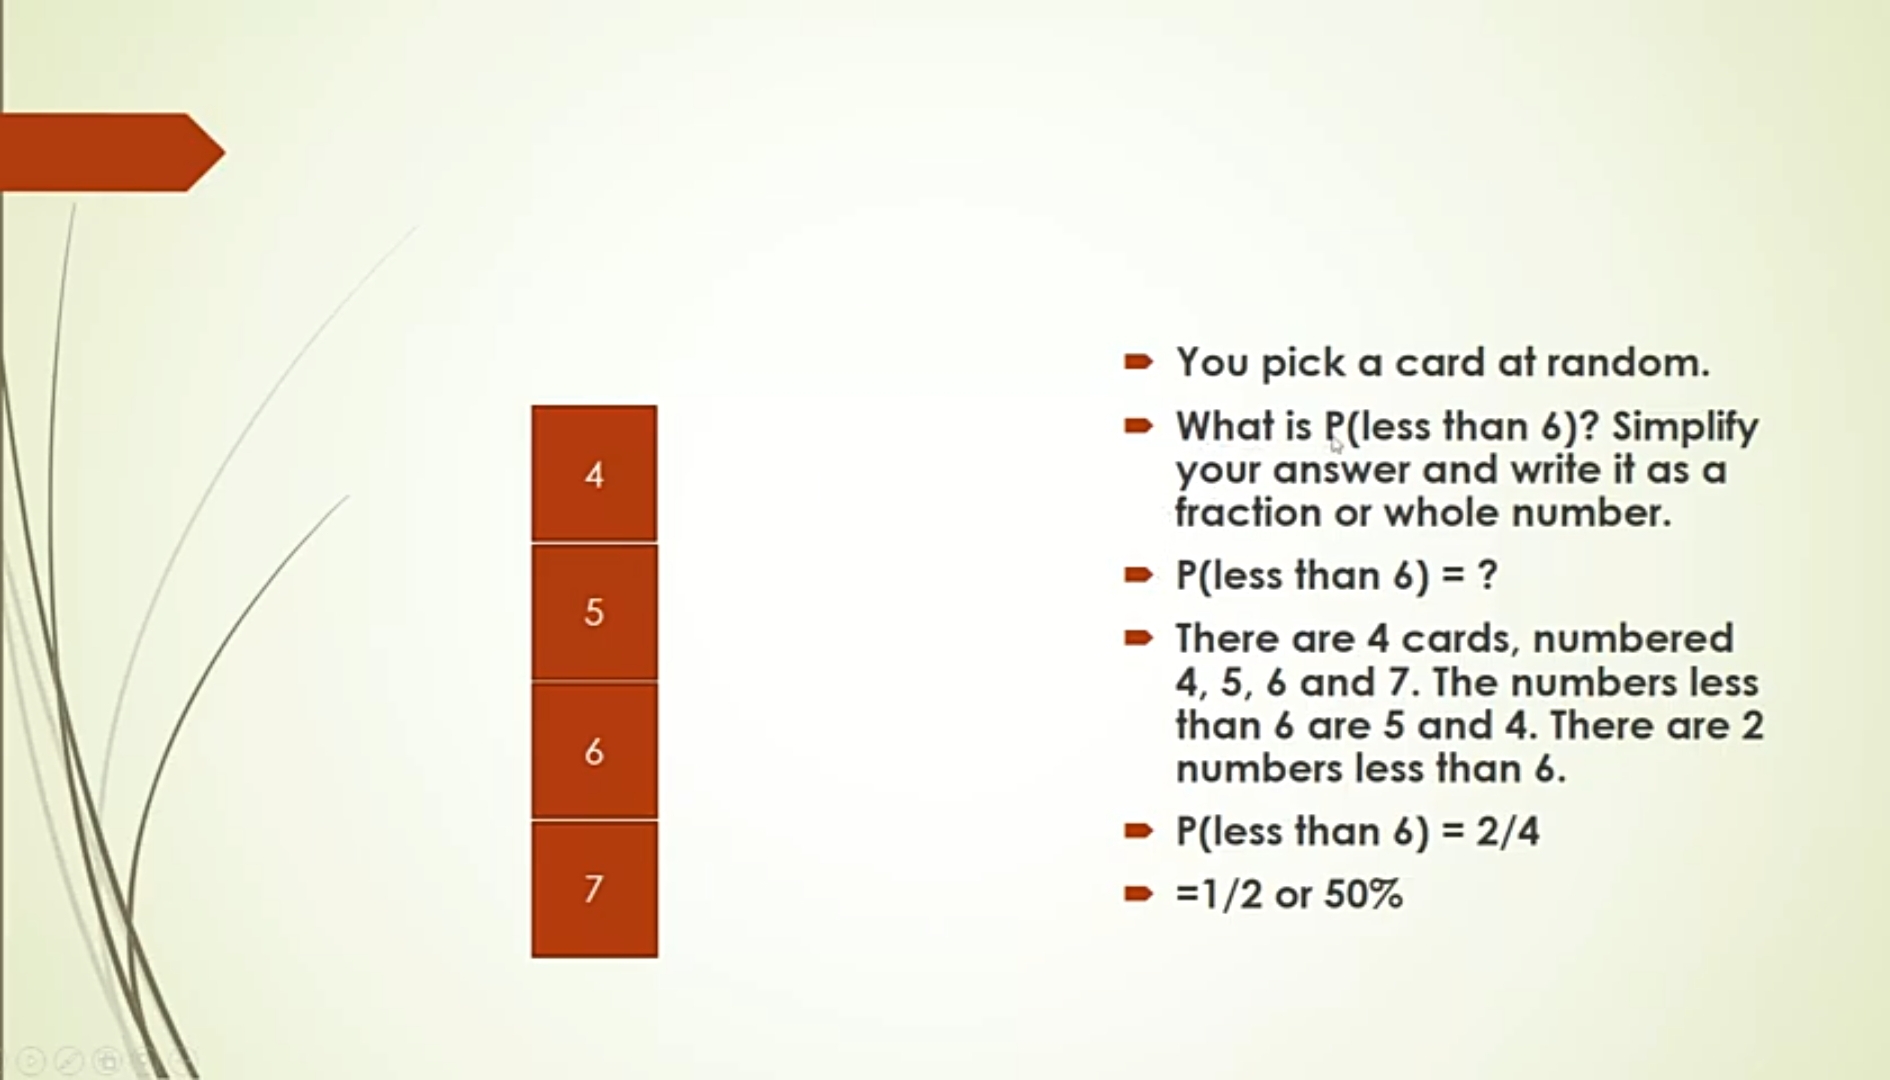 4
5
6
7
You pick a card at random.
What is P(less than 6)? Simplify
your answer and write it as a
fraction or whole number.
P(less than 6) = ?
There are 4 cards, numbered
4, 5, 6 and 7. The numbers less
than 6 are 5 and 4. There are 2
numbers less than 6.
P(less than 6) = 2/4
=1/2 or 50%